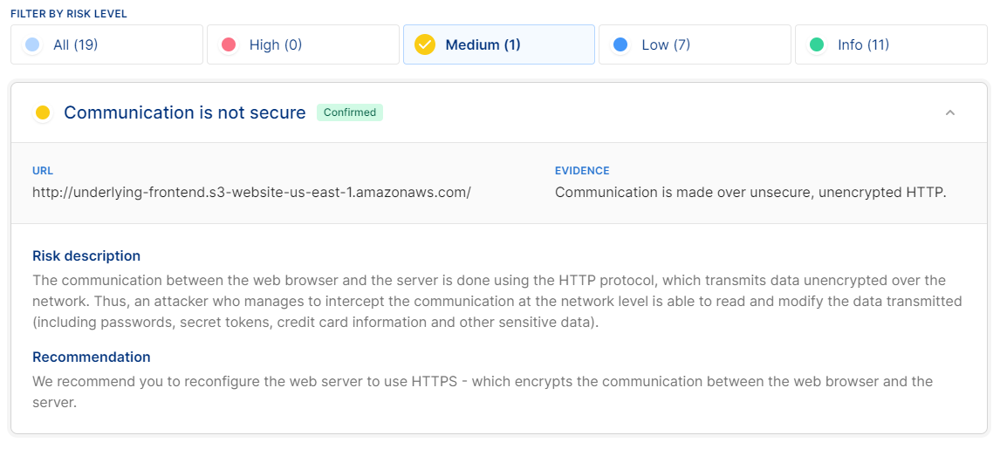 FILTER BY RISK LEVEL
All (19) High (0) Medium (1) Low (7) Info (11)
Communication is not secure Confirmed
URL EVIDENCE
http://underlying-frontend.s3-website-us-east-1.amazonaws.com/ Communication is made over unsecure, unencrypted HTTP.
Risk description
The communication between the web browser and the server is done using the HTTP protocol, which transmits data unencrypted over the
network. Thus, an attacker who manages to intercept the communication at the network level is able to read and modify the data transmitted
(including passwords, secret tokens, credit card information and other sensitive data).
Recommendation
We recommend you to reconfigure the web server to use HTTPS - which encrypts the communication between the web browser and the
server.